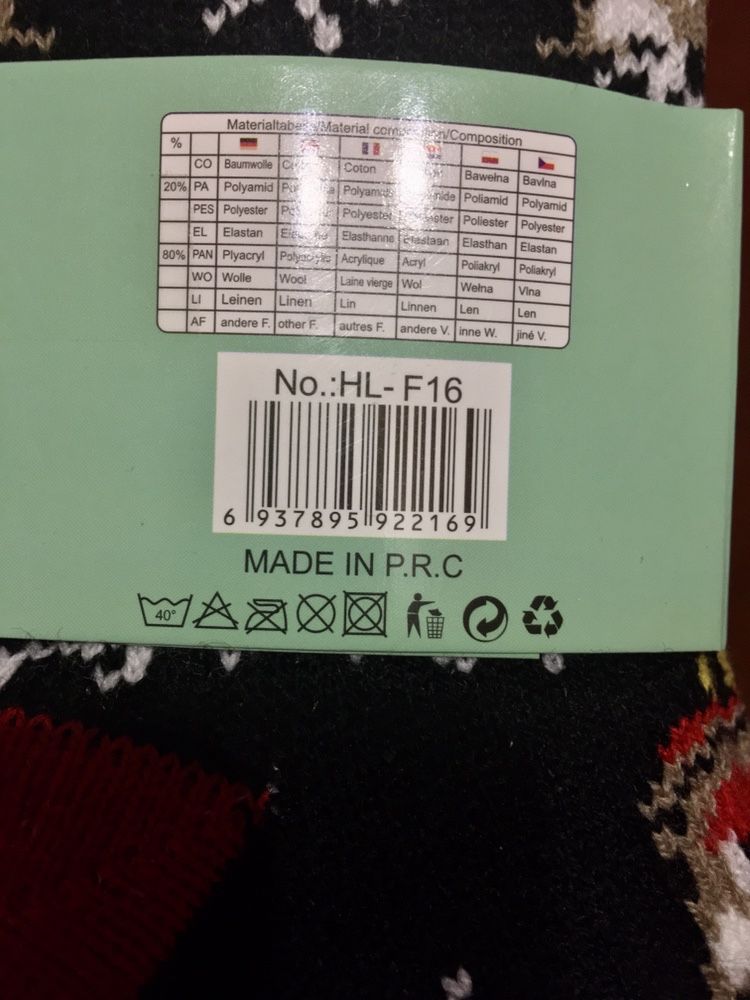 Materialtabelle/Material composition/Composition
%
CO Baumwolle Coton Bawełna Bavlna
20% PA Polyamid Poliamid Polyamid
PES Polyester Polyester Poliester Polyester
EL Elastan Elasthanne Elastaan Elasthan Elastan
80% PAN Plyacryl Acrylique Acryl Poliakryl Poliakryl
WO Wolle Wool Laine vierge Wol Wełna Vlna
LI Leinen Linen Lin Linnen Len Len
AF andere F. other F. autres F. andere V. inne W. jiné V.
No.:HL-F16
6 937895 922169
MADE IN P.R.C
40°